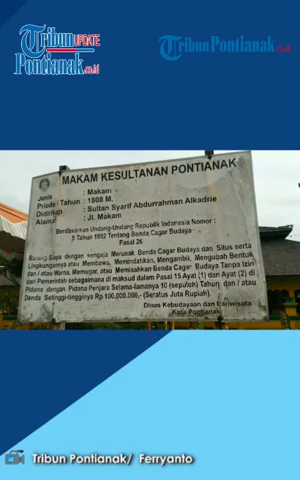 Tribun UPDATE
Pontianak.co.id
TribunPontianak.co.id
MAKAM KESULTANAN PONTIANAK
Jenis : Makam
Priode / Tahun : 1808 M.
Didirikan : Sultan Syarif Abdurrahman Alkadrie
Alamat : Jl. Makam
Berdasarkan Undang-Undang Republik Indonesia Nomor :
5 Tahun 1992 Tentang Benda Cagar Budaya
Pasal 26
Barang Siapa dengan sengaja Merusak Benda Cagar Budaya dan Situs serta
Lingkungannya atau Membawa, Memindahkan, Mengambil, Mengubah Bentuk
dan / atau Warna, Memugar, atau Memisahkan Benda Cagar Budaya Tanpa Izin
dari Pemerintah sebagaimana di maksud dalam Pasal 15 Ayat (1) dan Ayat (2) di
Pidana dengan Pidana Penjara Selama-lamanya 10 (sepuluh) Tahun dan / atau
Denda Setinggi-tingginya Rp 100.000.000,- (Seratus Juta Rupiah).
Dinas Kebudayaan dan Pariwisata
Kota Pontianak
Tribun Pontianak/ Ferryanto